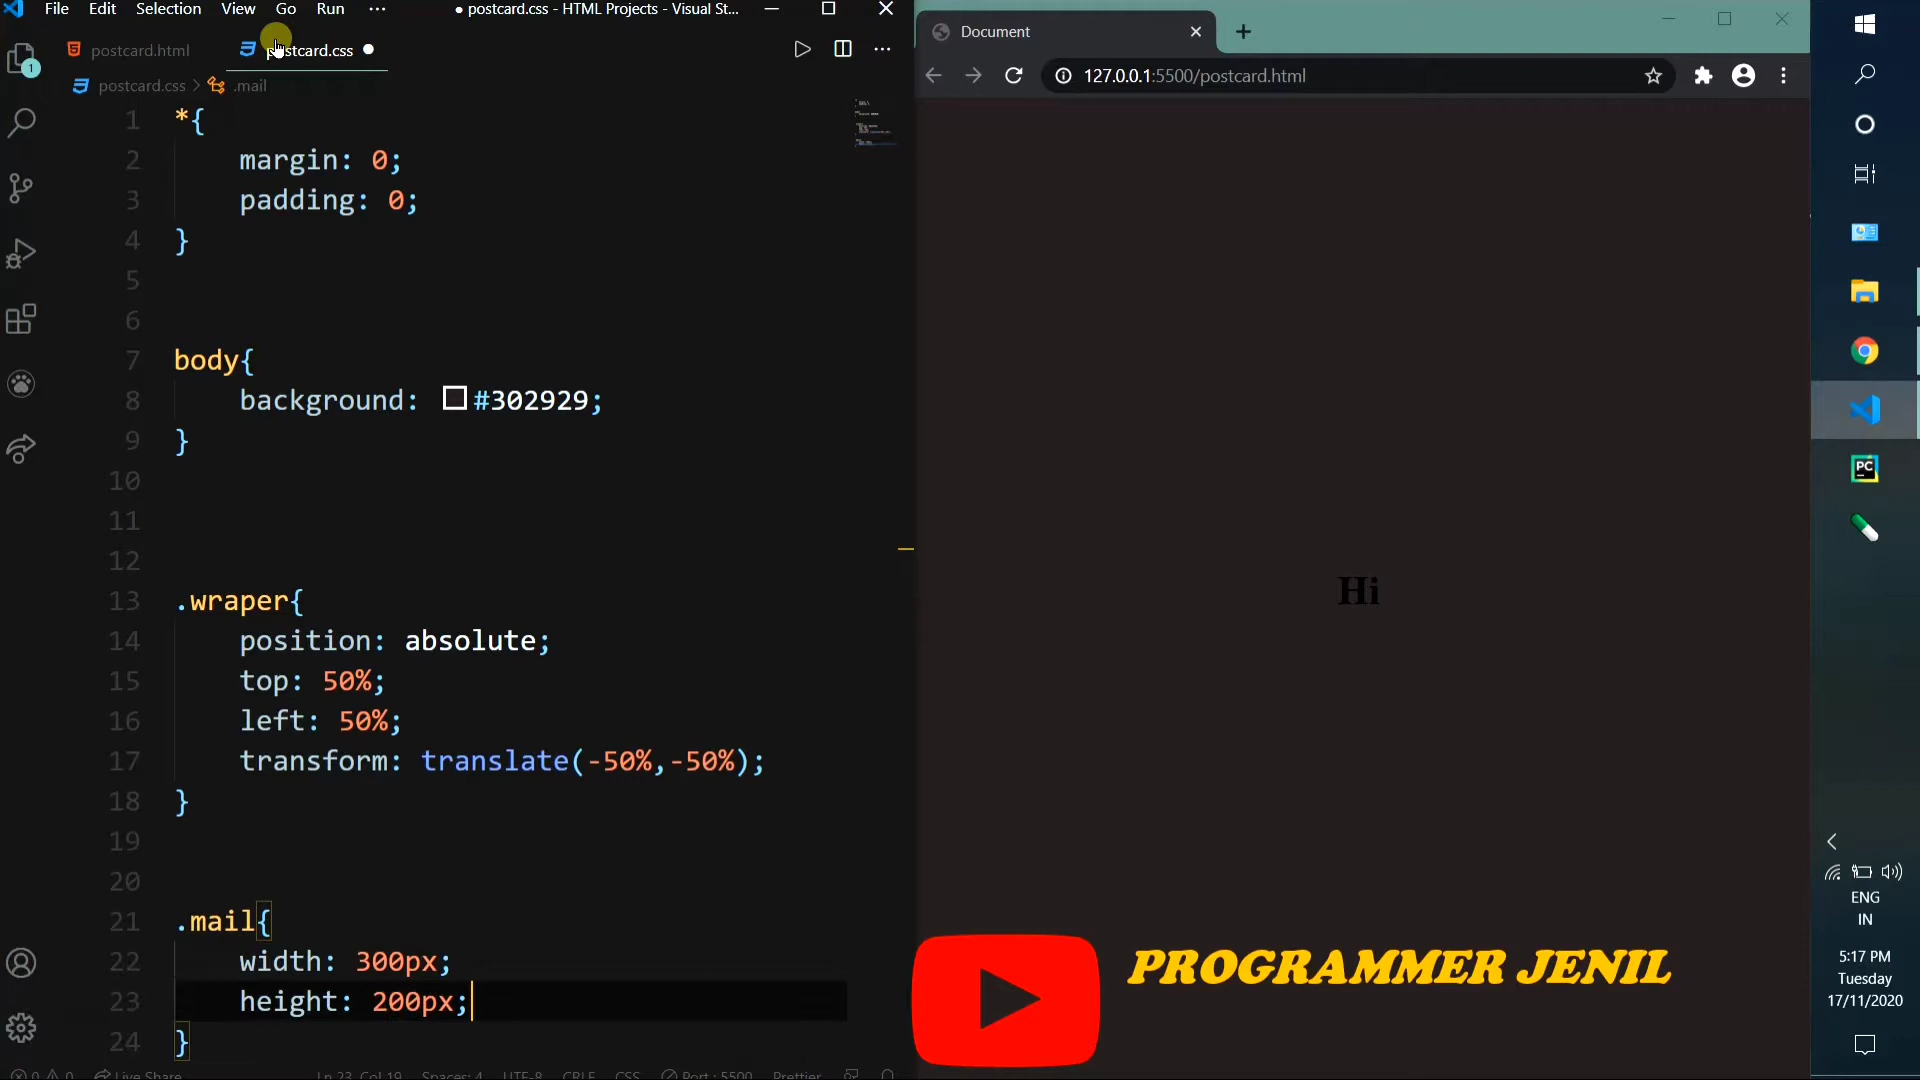 File Edit Selection View Go Run ···
● postcard.css - HTML Projects - Visual St...
postcard.html
postcard.css
postcard.css > .mail
1 *{
2 margin: 0;
3 padding: 0;
4 }
5
6
7 body{
8 background: #302929;
9 }
10
11
12
13 .wraper{
14 position: absolute;
15 top: 50%;
16 left: 50%;
17 transform: translate(-50%,-50%);
18 }
19
20
21 .mail{
22 width: 300px;
23 height: 200px;
24 }
0 0 Live Share Ln 23, Col 19 Spaces: 4 UTF-8 CRLF CSS Port : 5500 Prettier
1
Document
127.0.0.1:5500/postcard.html
Hi
PROGRAMMER JENIL
PC
ENG
IN
5:17 PM
Tuesday
17/11/2020